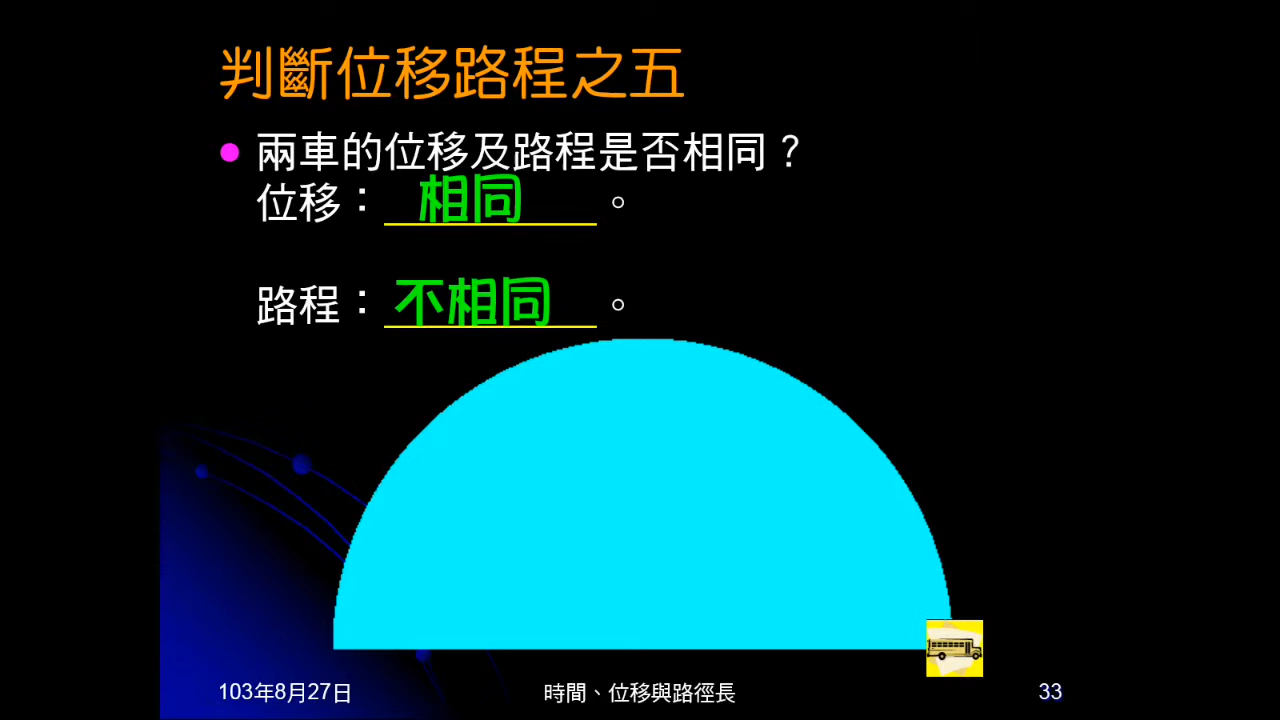 判斷位移路程之五
兩車的位移及路程是否相同？
位移：相同。
路程：不相同。
103年8月27日
時間、位移與路徑長
33